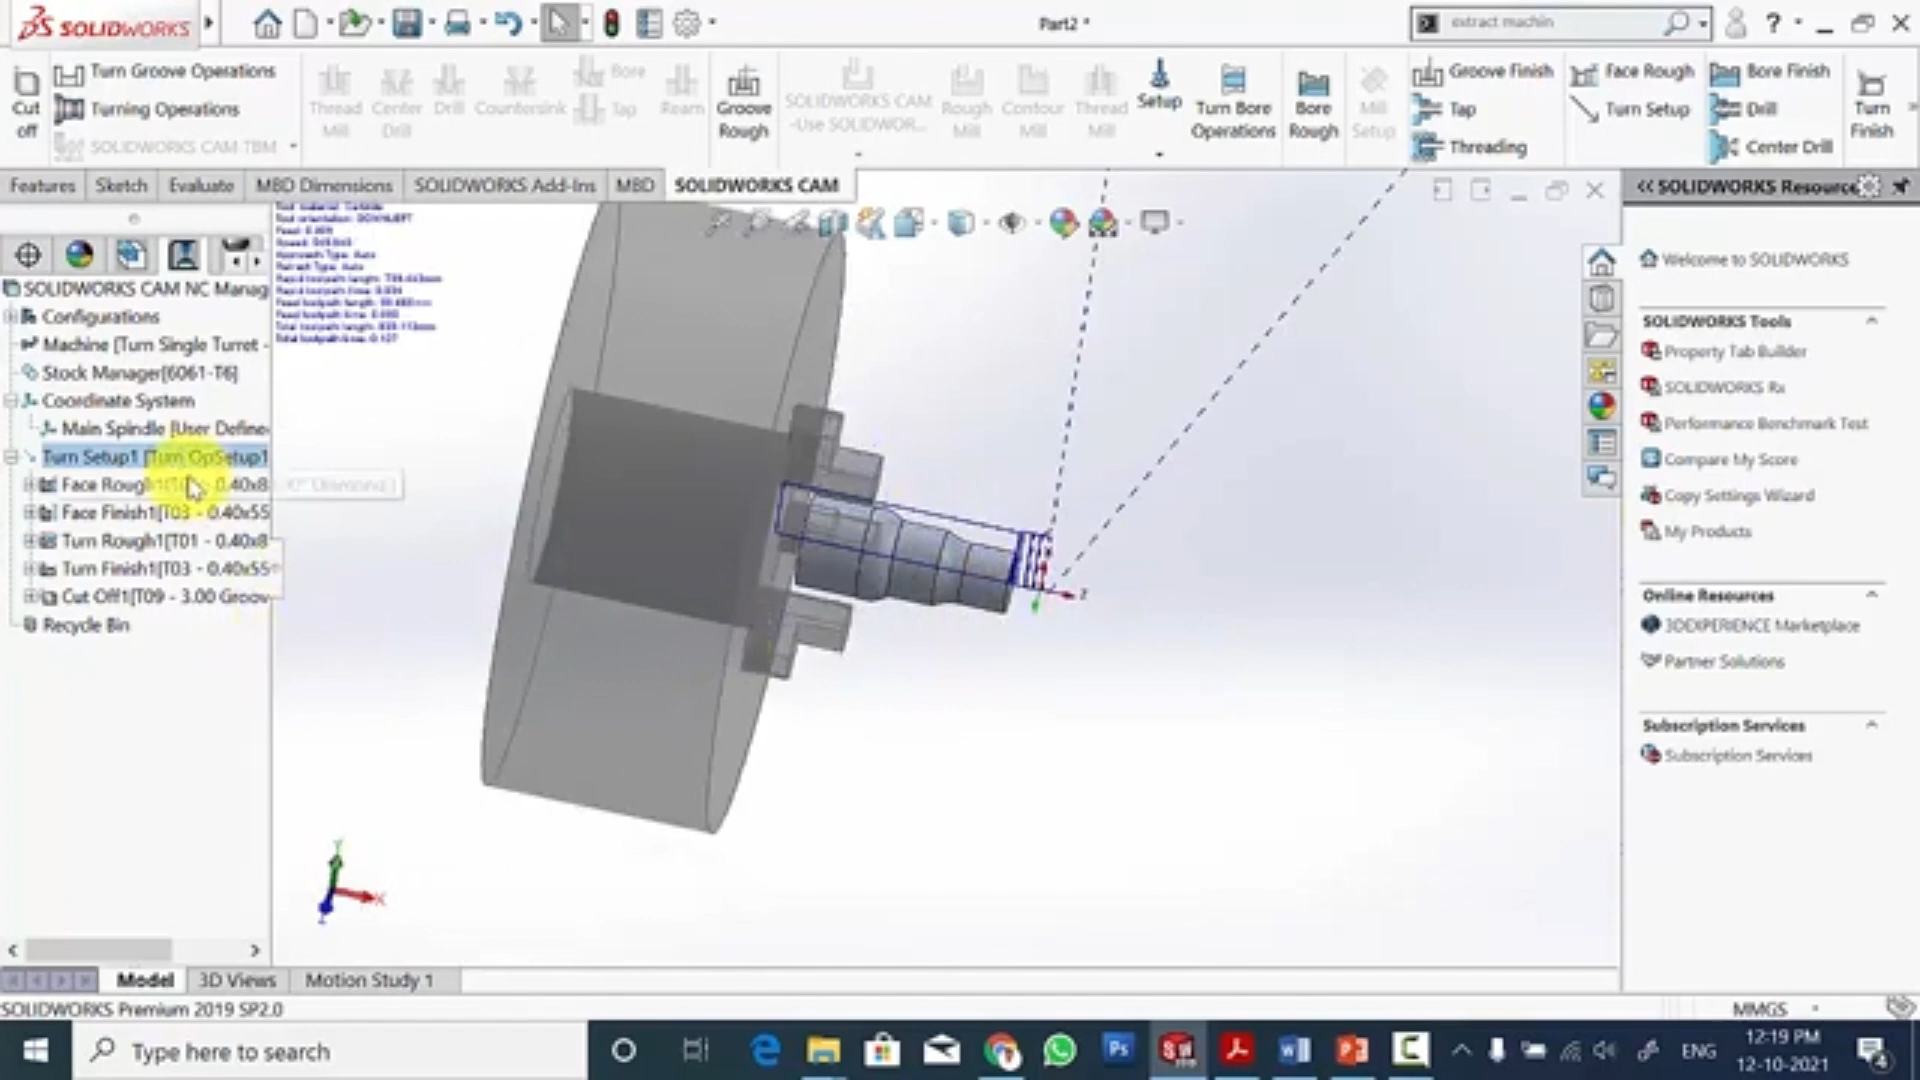 SOLIDWORKS
Part2 *
extract machin
Cut off
Turn Groove Operations
Turning Operations
SOLIDWORKS CAM TBM
Thread Mill
Center Drill
Drill
Countersink
Bore
Tap
Ream
Groove Rough
SOLIDWORKS CAM
-Use SOLIDWOR...
Rough Mill
Contour Mill
Thread Mill
Setup
Turn Bore Operations
Bore Rough
Mill Setup
Groove Finish
Tap
Threading
Face Rough
Turn Setup
Bore Finish
Drill
Center Drill
Turn Finish
Features
Sketch
Evaluate
MBD Dimensions
SOLIDWORKS Add-Ins
MBD
SOLIDWORKS CAM
SOLIDWORKS CAM NC Manag
Configurations
Machine [Turn Single Turret -
Stock Manager[6061-T6]
Coordinate System
Main Spindle [User Define
Turn Setup1 [Turn OpSetup1
Face Rough1 0.40x8
Face Finish1[T03 - 0.40x55
Turn Rough1[T01 - 0.40x8
Turn Finish1[T03 - 0.40x55
Cut Off1[T09 - 3.00 Groov
Recycle Bin
Approach Type: Auto
Retract Type: Auto
Z
Y
X
Z
SOLIDWORKS Resource
Welcome to SOLIDWORKS
SOLIDWORKS Tools
Property Tab Builder
SOLIDWORKS Rx
Performance Benchmark Test
Compare My Score
Copy Settings Wizard
My Products
Online Resources
3DEXPERIENCE Marketplace
Partner Solutions
Subscription Services
Subscription Services
Model
3D Views
Motion Study 1
SOLIDWORKS Premium 2019 SP2.0
MMGS
Type here to search
Ps
ENG
12:19 PM
12-10-2021
4